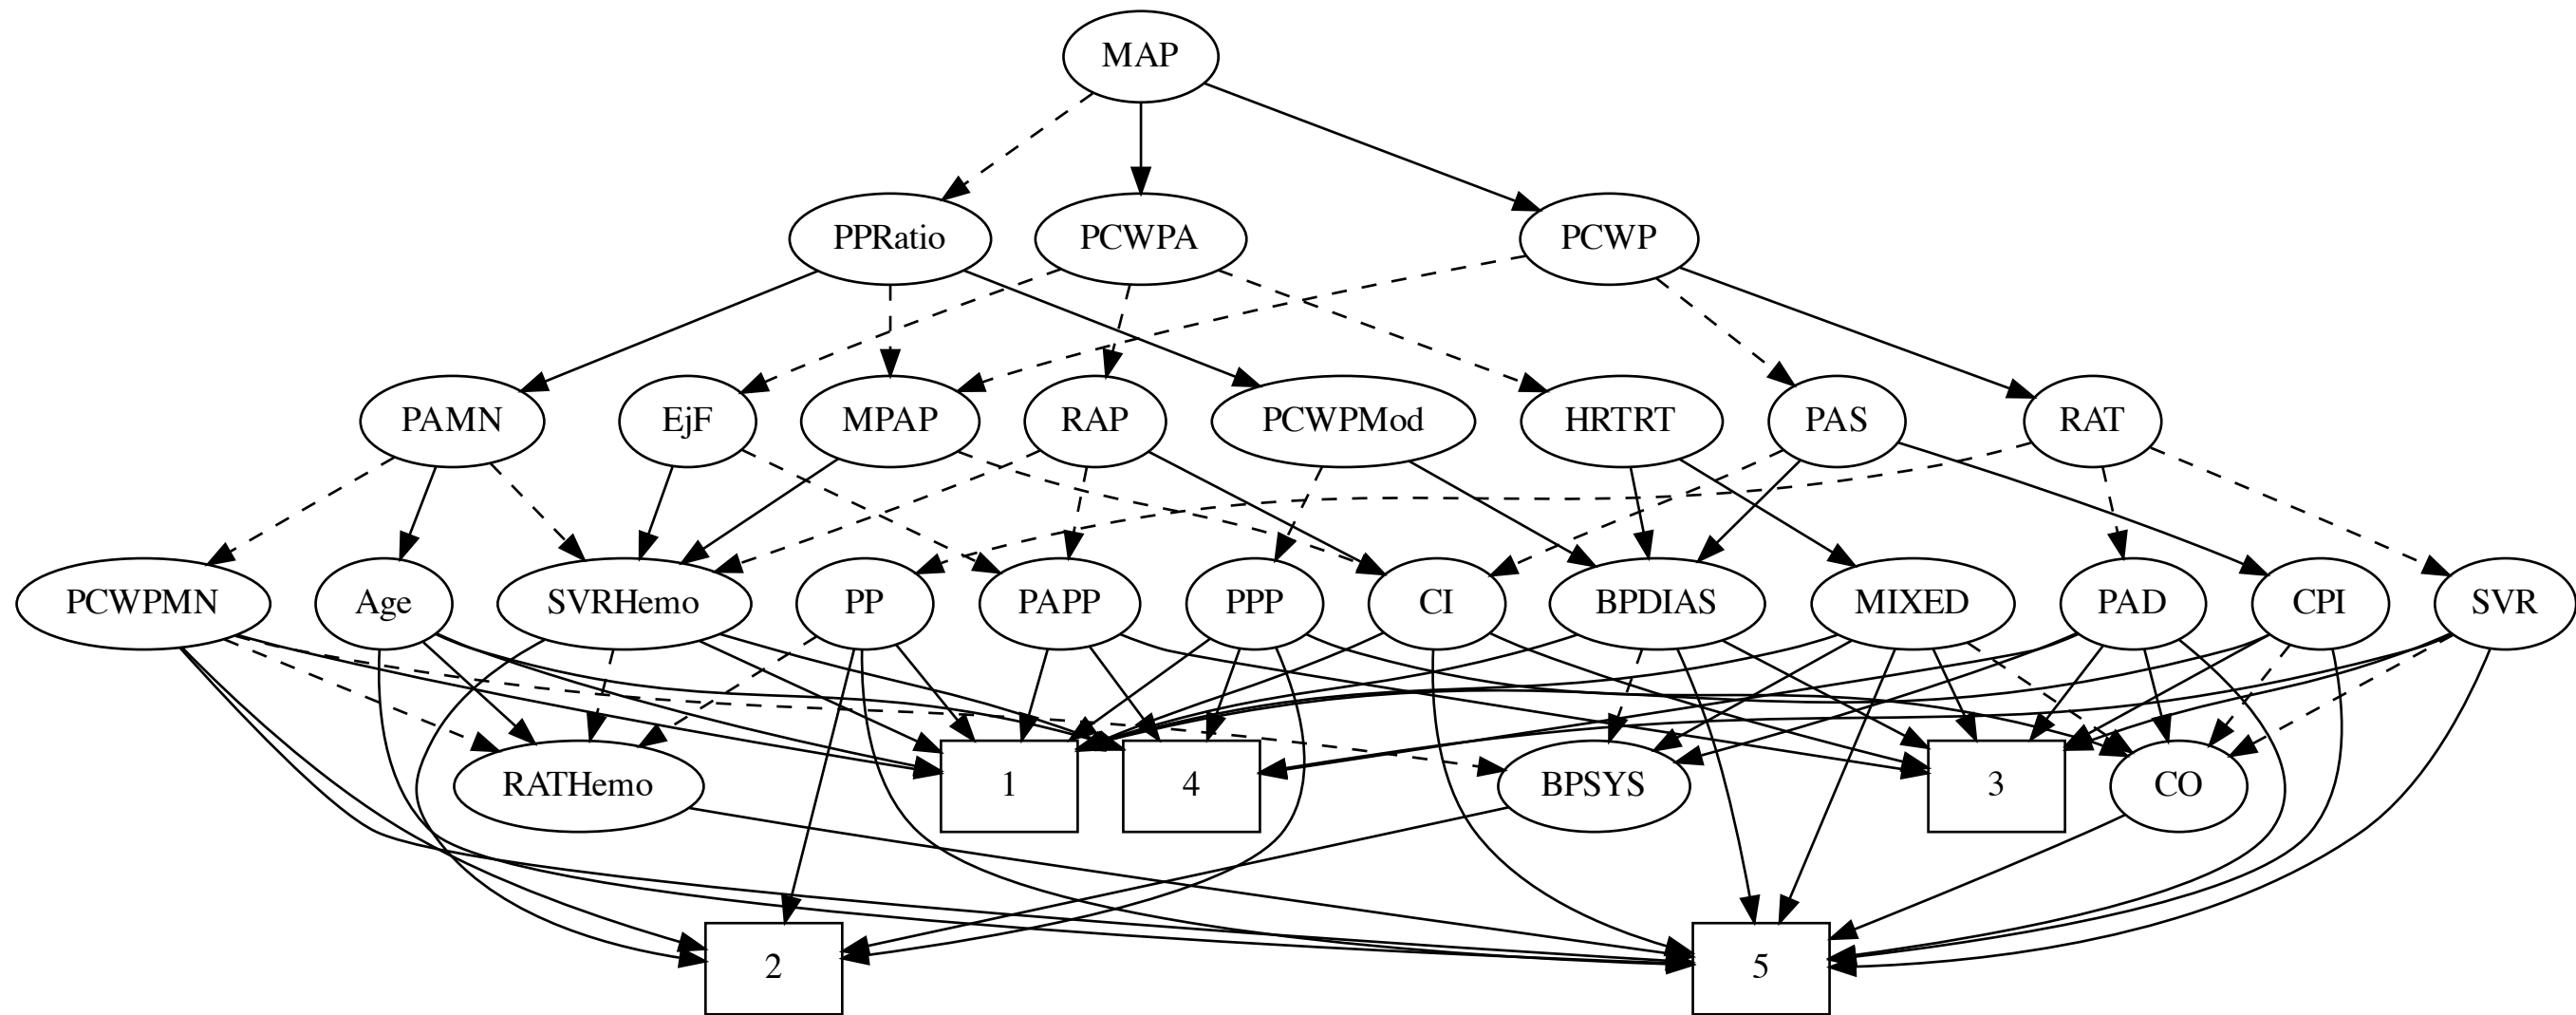 MAP
PPRatio
PCWPA
PCWP
PAMN
EjF
MPAP
RAP
PCWPMod
HRTRT
PAS
RAT
PCWPMN
Age
SVRHemo
PP
PAPP
PPP
CI
BPDIAS
MIXED
PAD
CPI
SVR
RATHemo
1
4
BPSYS
3
CO
2
5